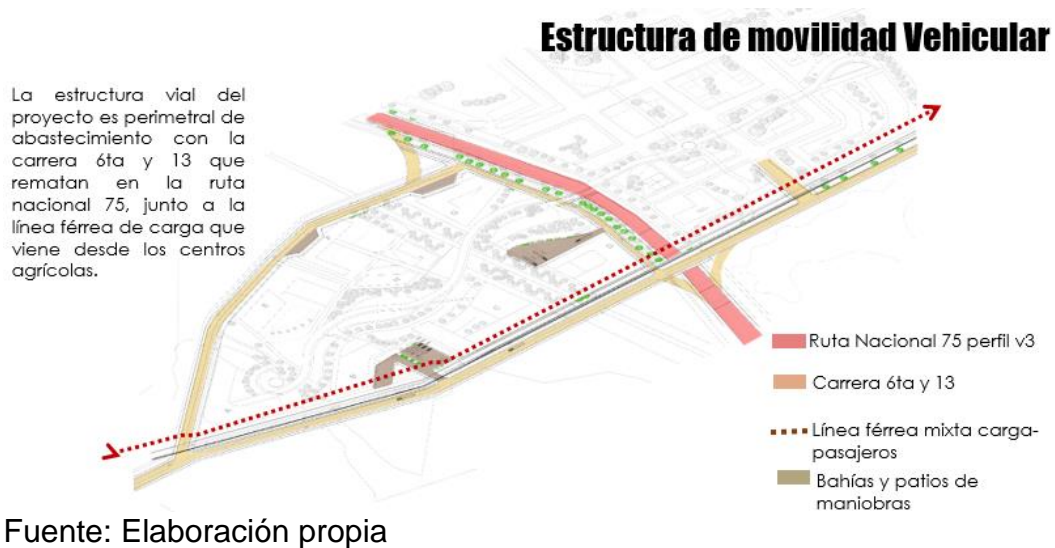 Estructura de movilidad Vehicular
La estructura vial del
proyecto es perimetral de
abastecimiento con la
carrera 6ta y 13 que
rematan en la ruta
nacional 75, junto a la
línea férrea de carga que
viene desde los centros
agrícolas.
Ruta Nacional 75 perfil v3
Carrera 6ta y 13
Línea férrea mixta carga-
pasajeros
Bahías y patios de
maniobras
Fuente: Elaboración propia